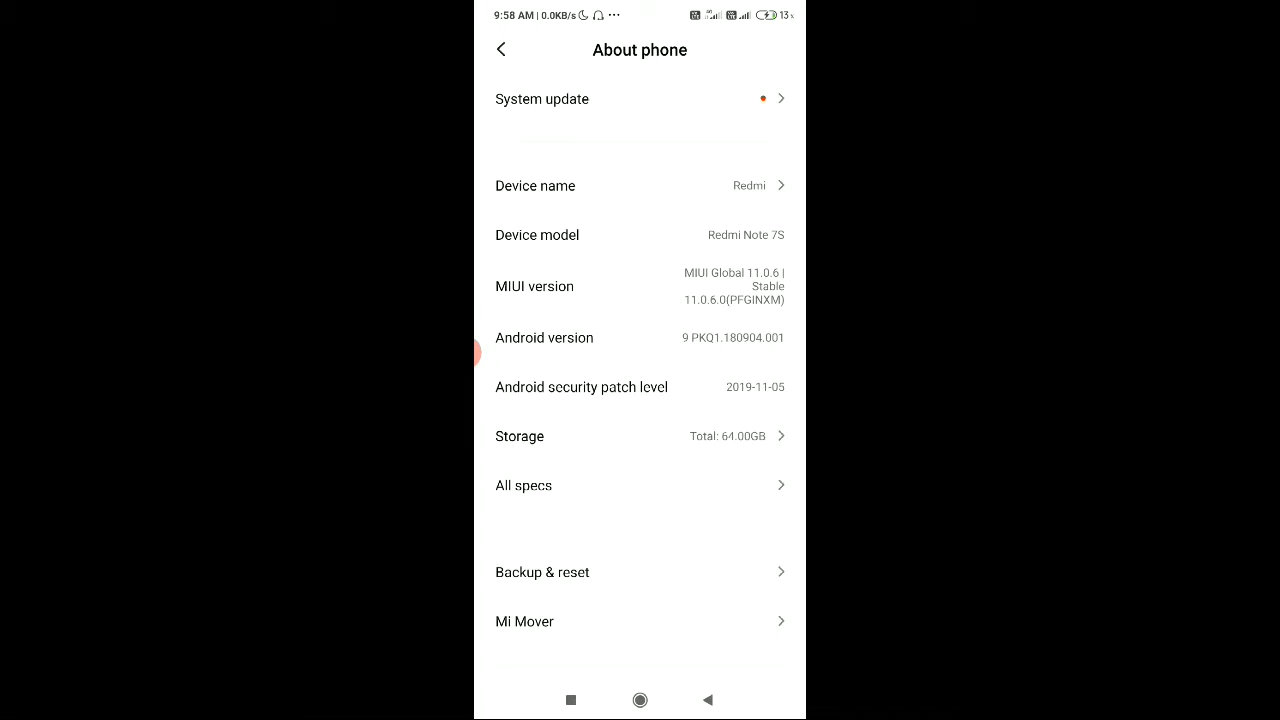 9:58 AM | 0.0KB/s ... 13%
About phone
System update
Device name Redmi
Device model Redmi Note 7S
MIUI version MIUI Global 11.0.6 |
Stable
11.0.6.0(PFGINXM)
Android version 9 PKQ1.180904.001
Android security patch level 2019-11-05
Storage Total: 64.00GB
All specs
Backup & reset
Mi Mover